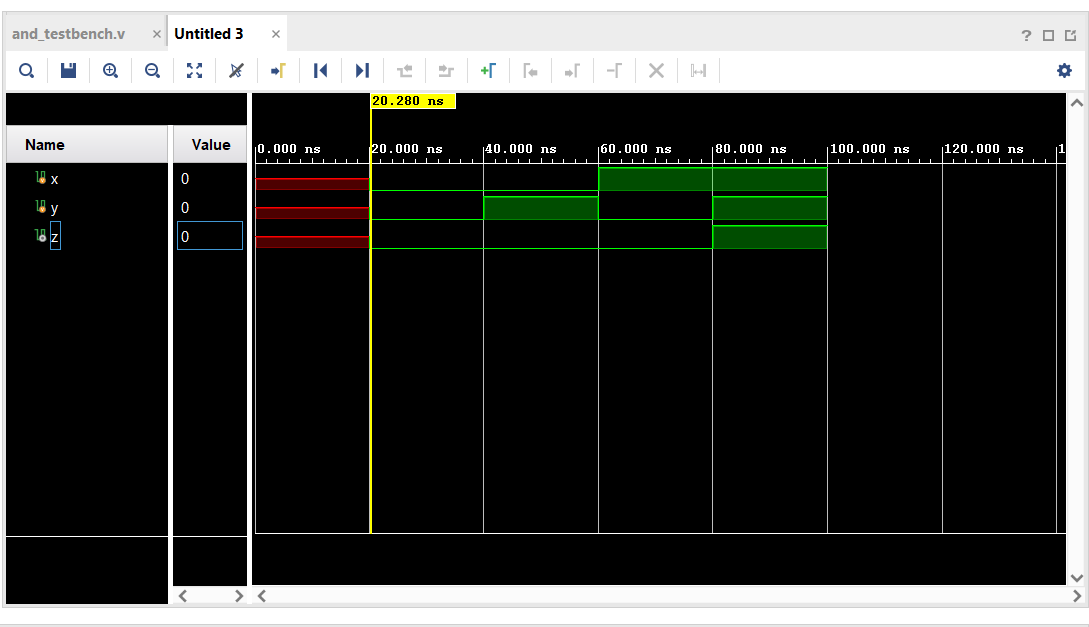 and_testbench.v × Untitled 3 × ?
20.280 ns
Name Value 0.000 ns 20.000 ns 40.000 ns 60.000 ns 80.000 ns 100.000 ns 120.000 ns 1
x 0
y 0
z 0